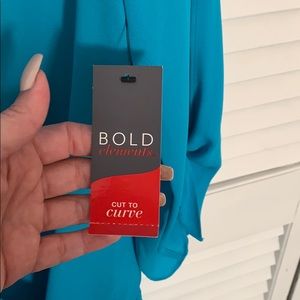 BOLD
elements
CUT TO
curve